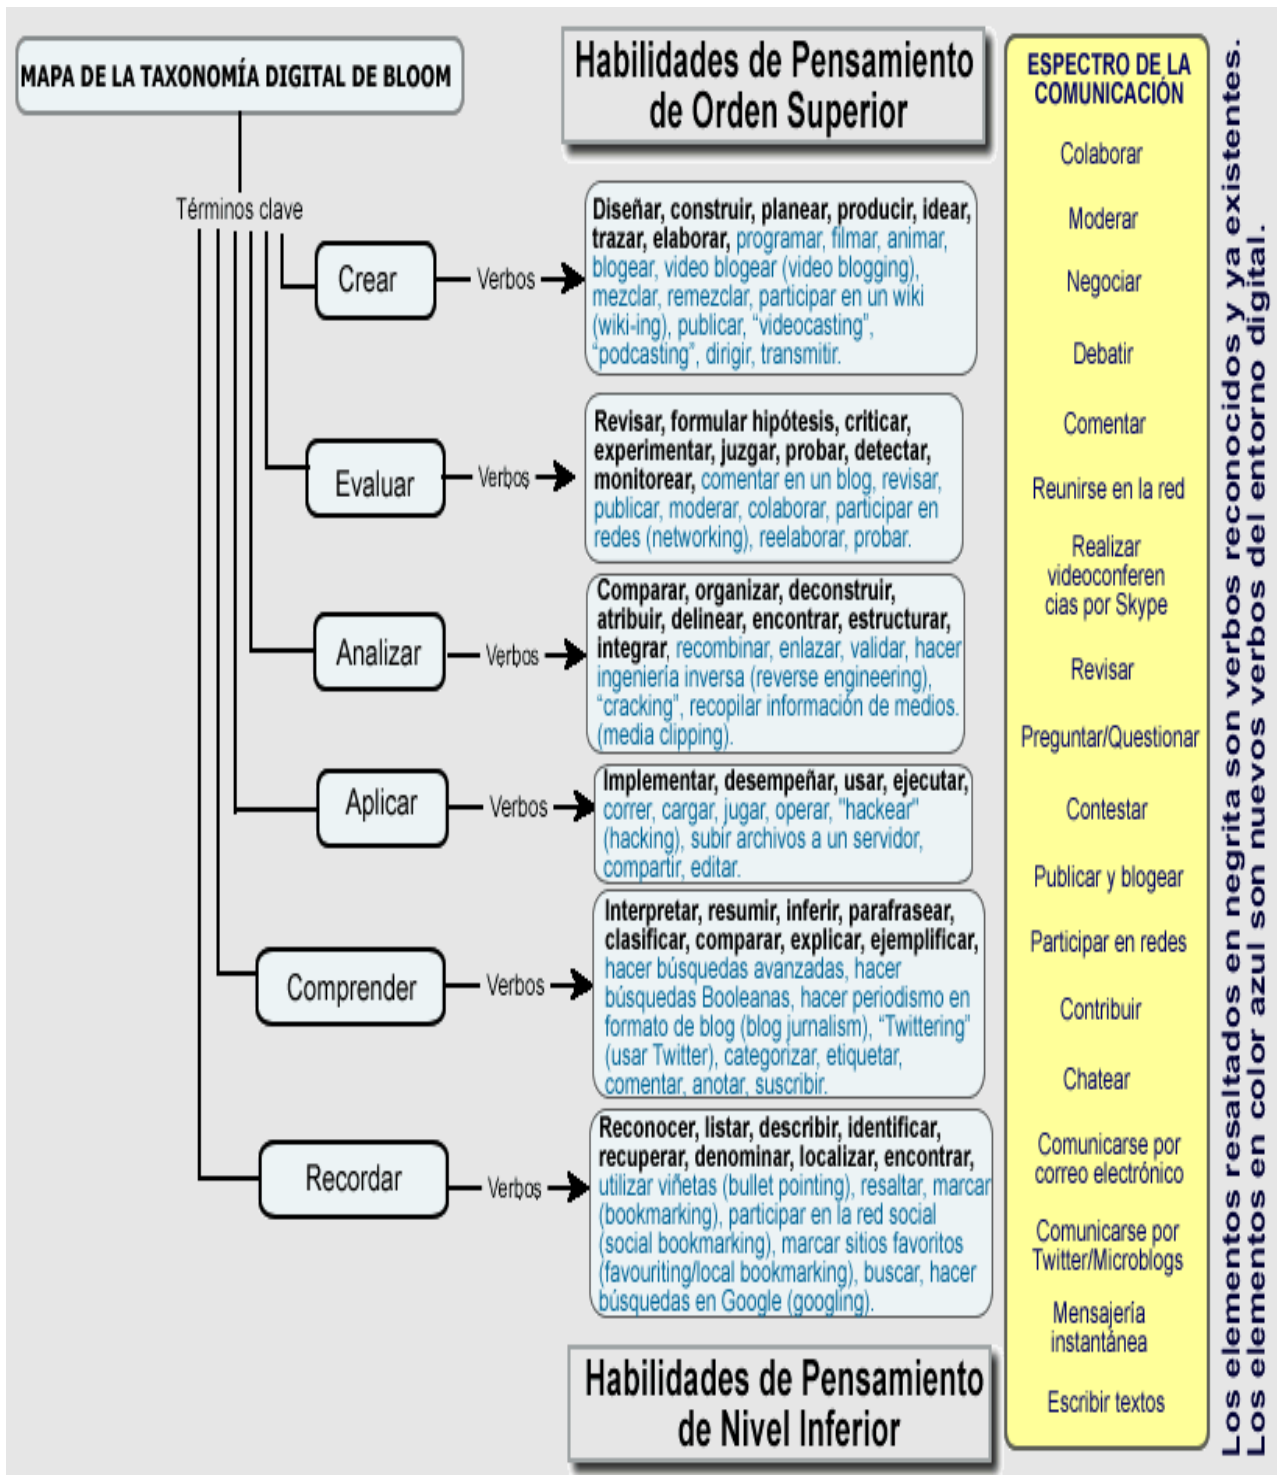 MAPA DE LA TAXONOMÍA DIGITAL DE BLOOM
Términos clave
Habilidades de Pensamiento
de Orden Superior
Crear
Verbos
Diseñar, construir, planear, producir, idear,
trazar, elaborar, programar, filmar, animar,
blogear, video blogear (video blogging),
mezclar, remezclar, participar en un wiki
(wiki-ing), publicar, “videocasting”,
“podcasting”, dirigir, transmitir.
Evaluar
Verbos
Revisar, formular hipótesis, criticar,
experimentar, juzgar, probar, detectar,
monitorear, comentar en un blog, revisar,
publicar, moderar, colaborar, participar en
redes (networking), reelaborar, probar.
Analizar
Verbos
Comparar, organizar, deconstruir,
atribuir, delinear, encontrar, estructurar,
integrar, recombinar, enlazar, validar, hacer
ingeniería inversa (reverse engineering),
“cracking”, recopilar información de medios.
(media clipping).
Aplicar
Verbos
Implementar, desempeñar, usar, ejecutar,
correr, cargar, jugar, operar, "hackear"
(hacking), subir archivos a un servidor,
compartir, editar.
Comprender
Verbos
Interpretar, resumir, inferir, parafrasear,
clasificar, comparar, explicar, ejemplificar,
hacer búsquedas avanzadas, hacer
búsquedas Booleanas, hacer periodismo en
formato de blog (blog jurnalism), “Twittering”
(usar Twitter), categorizar, etiquetar,
comentar, anotar, suscribir.
Recordar
Verbos
Reconocer, listar, describir, identificar,
recuperar, denominar, localizar, encontrar,
utilizar viñetas (bullet pointing), resaltar, marcar
(bookmarking), participar en la red social
(social bookmarking), marcar sitios favoritos
(favouriting/local bookmarking), buscar, hacer
búsquedas en Google (googling).
Habilidades de Pensamiento
de Nivel Inferior
ESPECTRO DE LA
COMUNICACIÓN
Colaborar
Moderar
Negociar
Debatir
Comentar
Reunirse en la red
Realizar
videoconferen
cias por Skype
Revisar
Preguntar/Questionar
Contestar
Publicar y blogear
Participar en redes
Contribuir
Chatear
Comunicarse por
correo electrónico
Comunicarse por
Twitter/Microblogs
Mensajería
instantánea
Escribir textos
Los elementos resaltados en negrita son verbos reconocidos y ya existentes.
Los elementos en color azul son nuevos verbos del entorno digital.